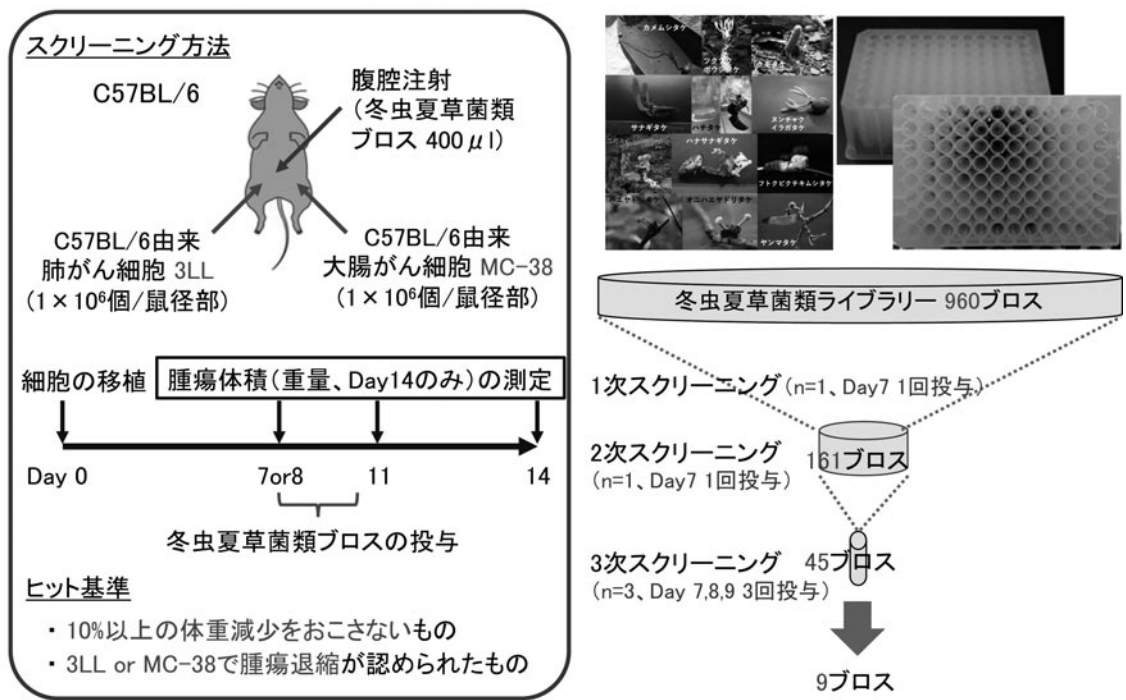 スクリーニング方法
C57BL/6
腹腔注射
（冬虫夏草菌類
ブロス 400μl）
C57BL/6由来
肺がん細胞 3LL
（1×10⁶個/鼠径部）
C57BL/6由来
大腸がん細胞 MC-38
（1×10⁶個/鼠径部）
細胞の移植
腫瘍体積（重量、Day14のみ）の測定
Day 0
7or8
11
14
冬虫夏草菌類ブロスの投与
ヒット基準
・10%以上の体重減少をおこさないもの
・3LL or MC-38で腫瘍退縮が認められたもの
カメムシタケ
サナギタケ
ハチタケ
ヌンチャク
イラガタケ
ハナサナギタケ
フトクビクチキムシタケ
オニハエヤドリタケ
ヤンマタケ
冬虫夏草菌類ライブラリー 960ブロス
1次スクリーニング（n=1、Day7 1回投与）
2次スクリーニング
（n=1、Day7 1回投与）
161ブロス
3次スクリーニング
（n=3、Day 7,8,9 3回投与）
45ブロス
9ブロス